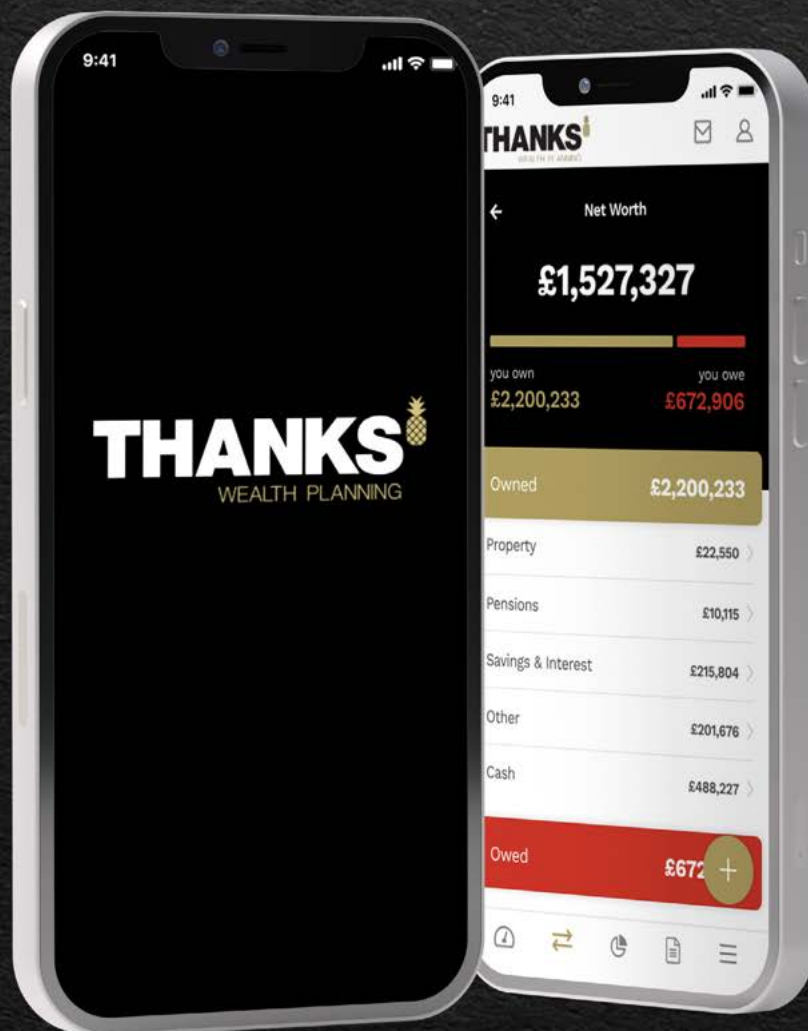 9:41
THANKS
WEALTH PLANNING
9:41
THANKS
WEALTH PLANNING
Net Worth
£1,527,327
you own you owe
£2,200,233 £672,906
Owned £2,200,233
Property £22,550
Pensions £10,115
Savings & Interest £215,804
Other £201,676
Cash £488,227
Owed £672